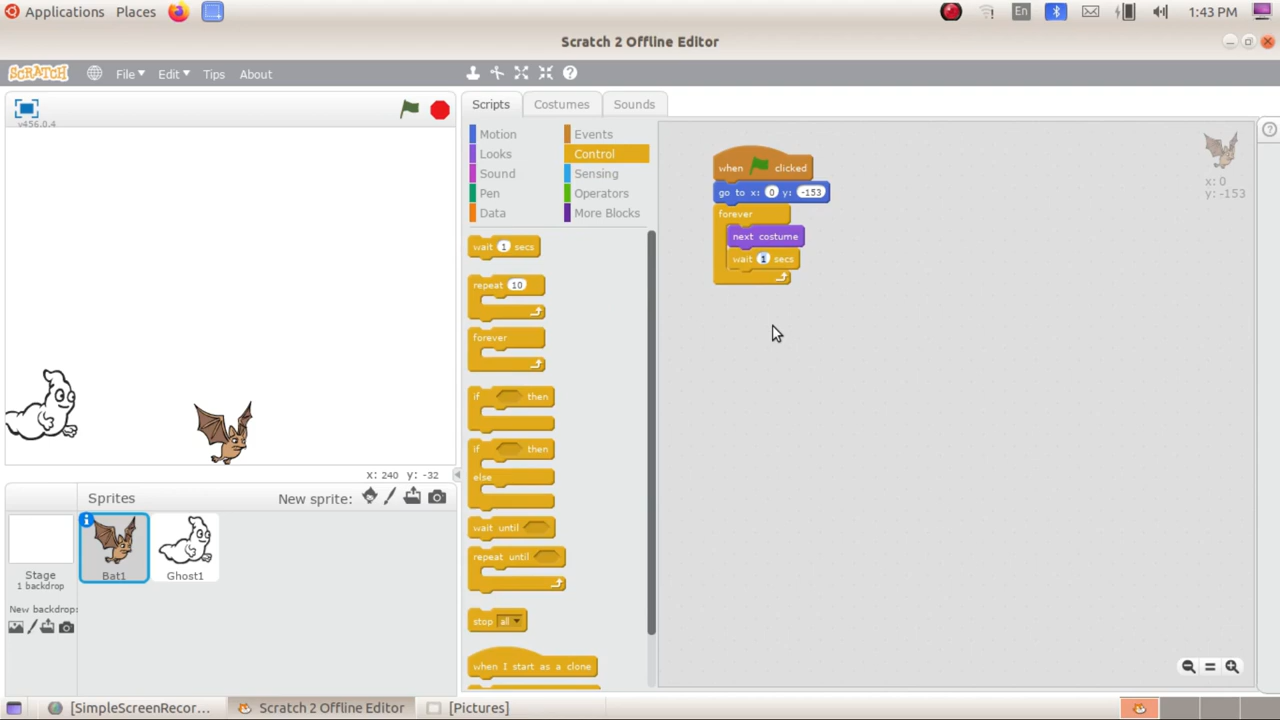 Applications Places En 1:43 PM
Scratch 2 Offline Editor
SCRATCH File Edit Tips About
v456.0.4
Scripts Costumes Sounds
Motion Events
Looks Control
Sound Sensing
Pen Operators
Data More Blocks
wait 1 secs
repeat 10
forever
if then
if then
else
wait until
repeat until
stop all
when I start as a clone
when clicked
go to x: 0 y: -153
forever
next costume
wait 1 secs
x: 0
y: -153
x: 240 y: -32
Sprites New sprite:
Stage
1 backdrop
New backdrop:
Bat1
Ghost1
[SimpleScreenRecor... Scratch 2 Offline Editor [Pictures]